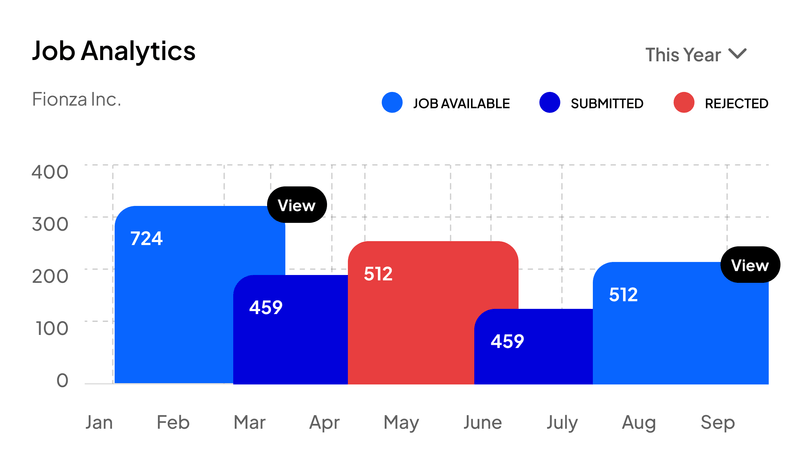 Job Analytics
This Year
Fionza Inc.
JOB AVAILABLE
SUBMITTED
REJECTED
400
300
200
100
0
724
View
459
512
459
512
View
Jan Feb Mar Apr May June July Aug Sep